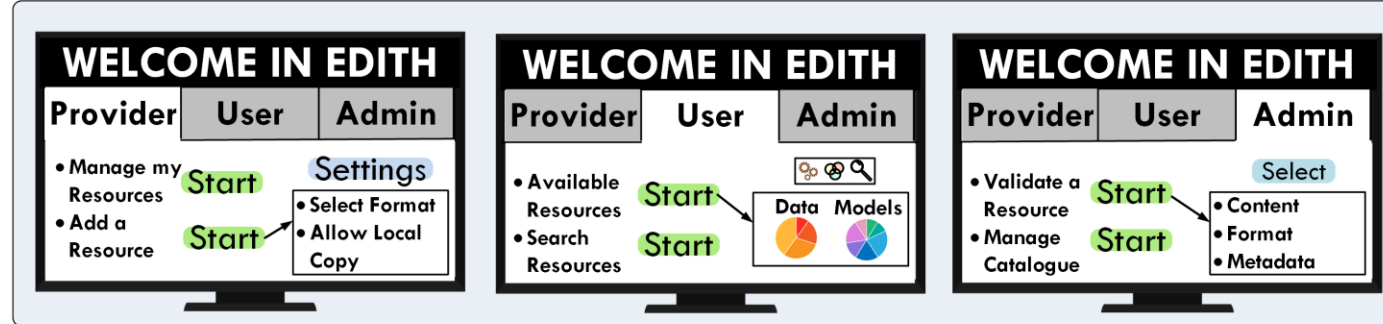 WELCOME IN EDITH
Provider User Admin
• Manage my
Resources
Start
• Add a
Resource
Start
Settings
• Select Format
• Allow Local
Copy
WELCOME IN EDITH
Provider User Admin
• Available
Resources
Start
• Search
Resources
Start
Data Models
WELCOME IN EDITH
Provider User Admin
• Validate a
Resource
Start
• Manage
Catalogue
Start
Select
• Content
• Format
• Metadata